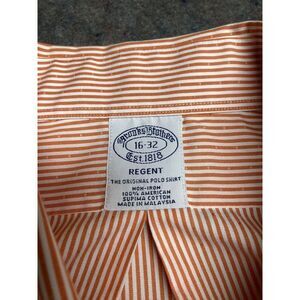 Brooks Brothers
16-32
Est. 1818
REGENT
THE ORIGINAL POLO SHIRT
NON-IRON
100% AMERICAN
SUPIMA COTTON
MADE IN MALAYSIA